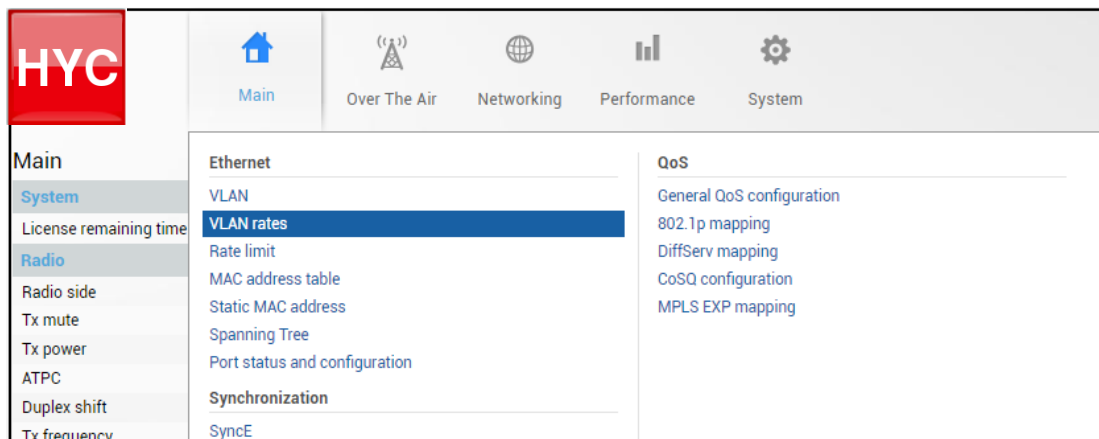 HYC
Main
Over The Air
Networking
Performance
System
Main
System
License remaining time
Radio
Radio side
Tx mute
Tx power
ATPC
Duplex shift
Tx frequency
Ethernet
VLAN
VLAN rates
Rate limit
MAC address table
Static MAC address
Spanning Tree
Port status and configuration
Synchronization
SyncE
QoS
General QoS configuration
802.1p mapping
DiffServ mapping
CoSQ configuration
MPLS EXP mapping